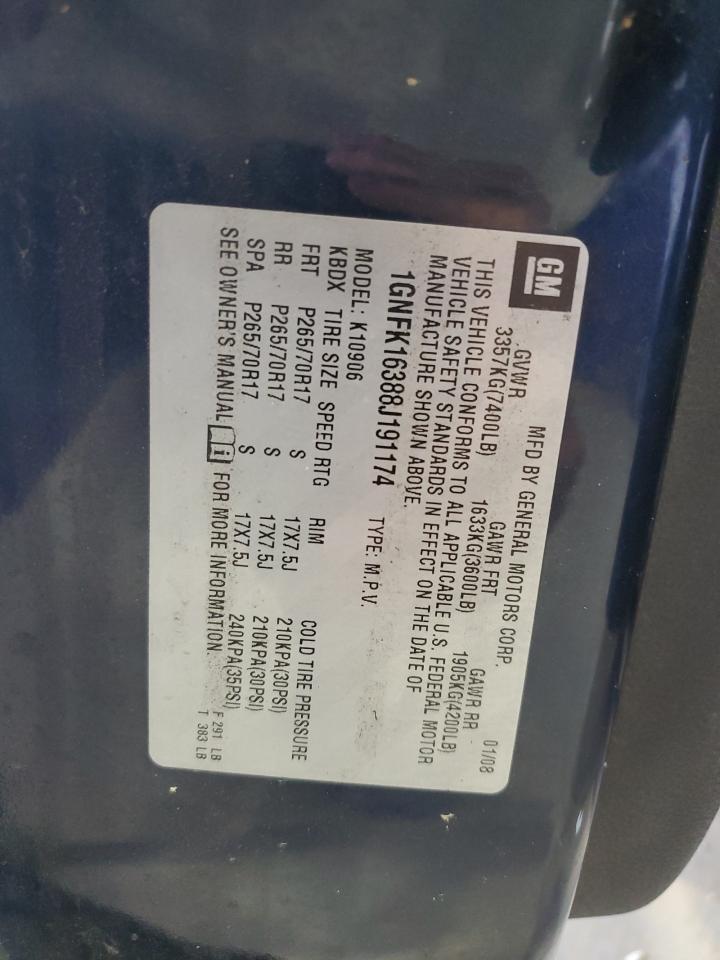 GM
MFD BY GENERAL MOTORS CORP. 01/08
GVWR GAWR FRT GAWR RR
3357KG(7400LB) 1633KG(3600LB) 1905KG(4200LB)
THIS VEHICLE CONFORMS TO ALL APPLICABLE U.S. FEDERAL MOTOR
VEHICLE SAFETY STANDARDS IN EFFECT ON THE DATE OF
MANUFACTURE SHOWN ABOVE.
1GNFK16388J191174 TYPE: M.P.V.
MODEL: K10906
KBDX TIRE SIZE SPEED RTG RIM COLD TIRE PRESSURE
FRT P265/70R17 S 17X7.5J 210KPA(30PSI)
RR P265/70R17 S 17X7.5J 210KPA(30PSI)
SPA P265/70R17 S 17X7.5J 240KPA(35PSI)
SEE OWNER'S MANUAL i FOR MORE INFORMATION.
F 291 LB
T 383 LB